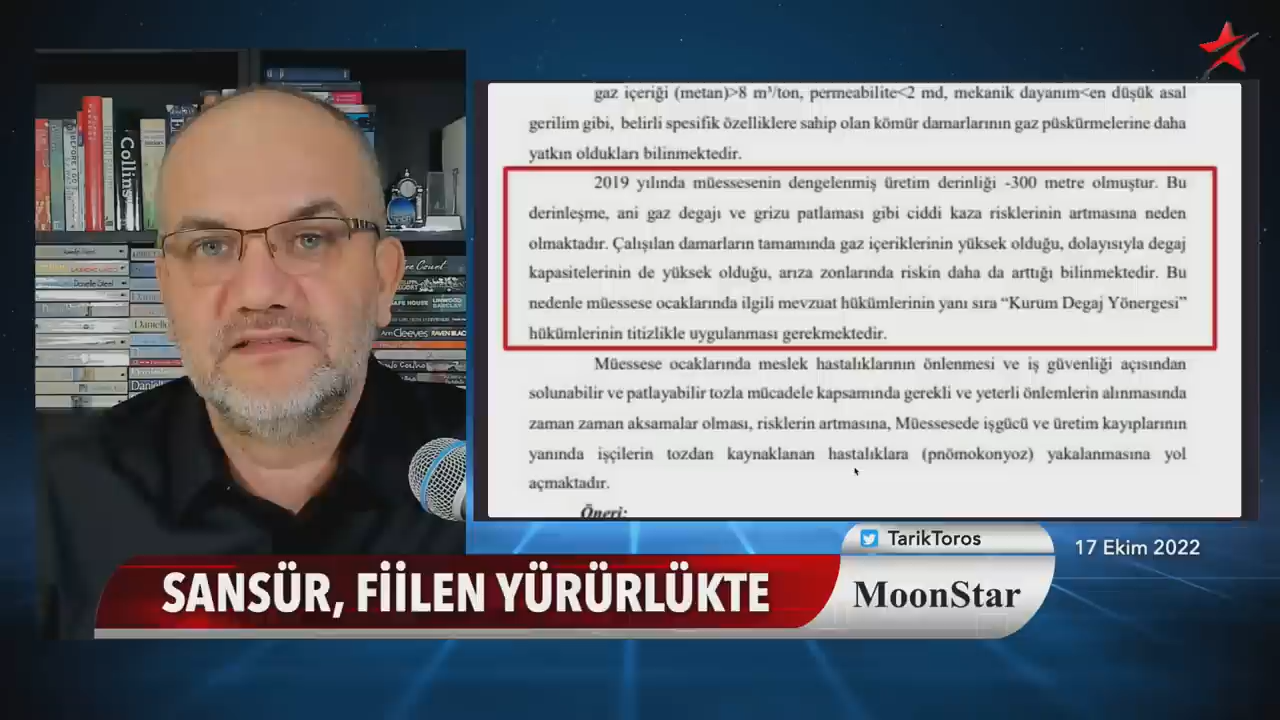 gaz içeriği (metan)>8 m³/ton, permeabilite<2 md, mekanik dayanım<en düşük asal
gerilim gibi, belirli spesifik özelliklere sahip olan kömür damarlarının gaz püskürmelerine daha
yatkın oldukları bilinmektedir.
2019 yılında müessesenin dengelenmiş üretim derinliği -300 metre olmuştur. Bu
derinleşme, ani gaz degajı ve grizu patlaması gibi ciddi kaza risklerinin artmasına neden
olmaktadır. Çalışılan damarların tamamında gaz içeriklerinin yüksek olduğu, dolayısıyla degaj
kapasitelerinin de yüksek olduğu, arıza zonlarında riskin daha da arttığı bilinmektedir. Bu
nedenle müessese ocaklarında ilgili mevzuat hükümlerinin yanı sıra “Kurum Degaj Yönergesi”
hükümlerinin titizlikle uygulanması gerekmektedir.
Müessese ocaklarında meslek hastalıklarının önlenmesi ve iş güvenliği açısından
solunabilir ve patlayabilir tozla mücadele kapsamında gerekli ve yeterli önlemlerin alınmasında
zaman zaman aksamalar olması, risklerin artmasına, Müessesede işgücü ve üretim kayıplarının
yanında işçilerin tozdan kaynaklanan hastalıklara (pnömokonyoz) yakalanmasına yol
açmaktadır.
Öneri:
Collins
Danielle Steel
Ann Cleeves RAVEN BLACK
TarikToros
17 Ekim 2022
SANSÜR, FİİLEN YÜRÜRLÜKTE
MoonStar